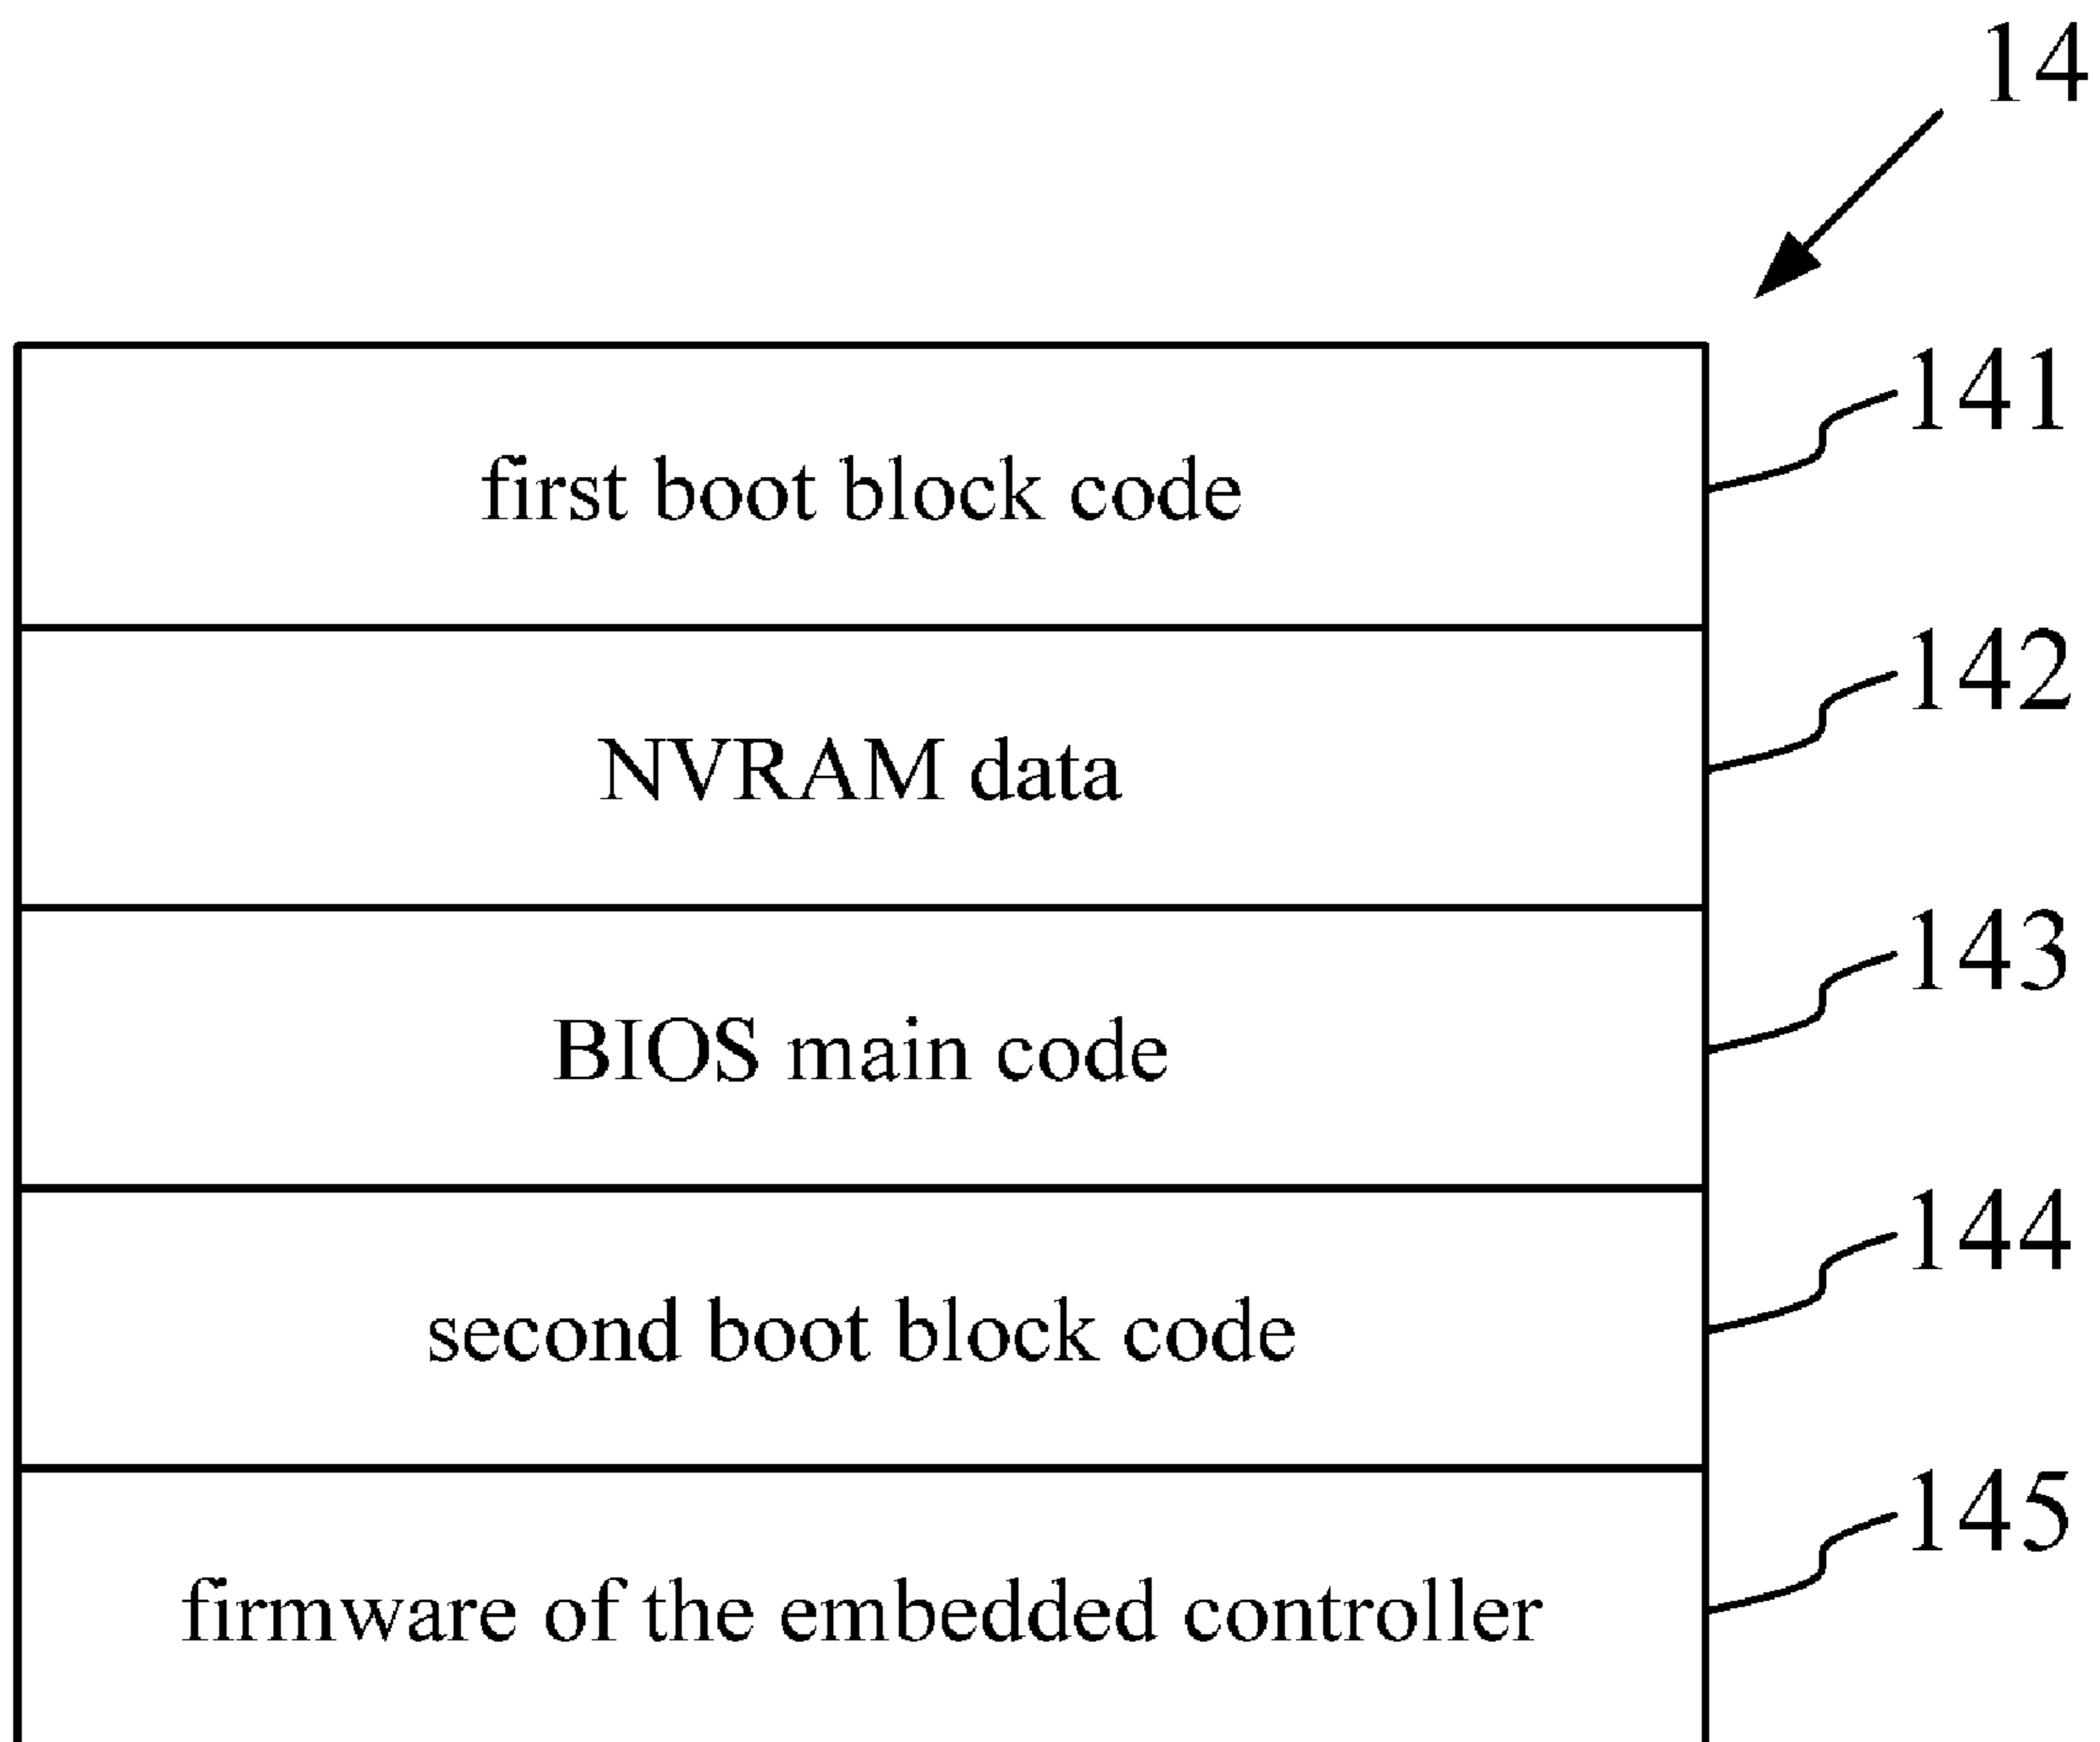 14
first boot block code 141
NVRAM data 142
BIOS main code 143
second boot block code 144
firmware of the embedded controller 145